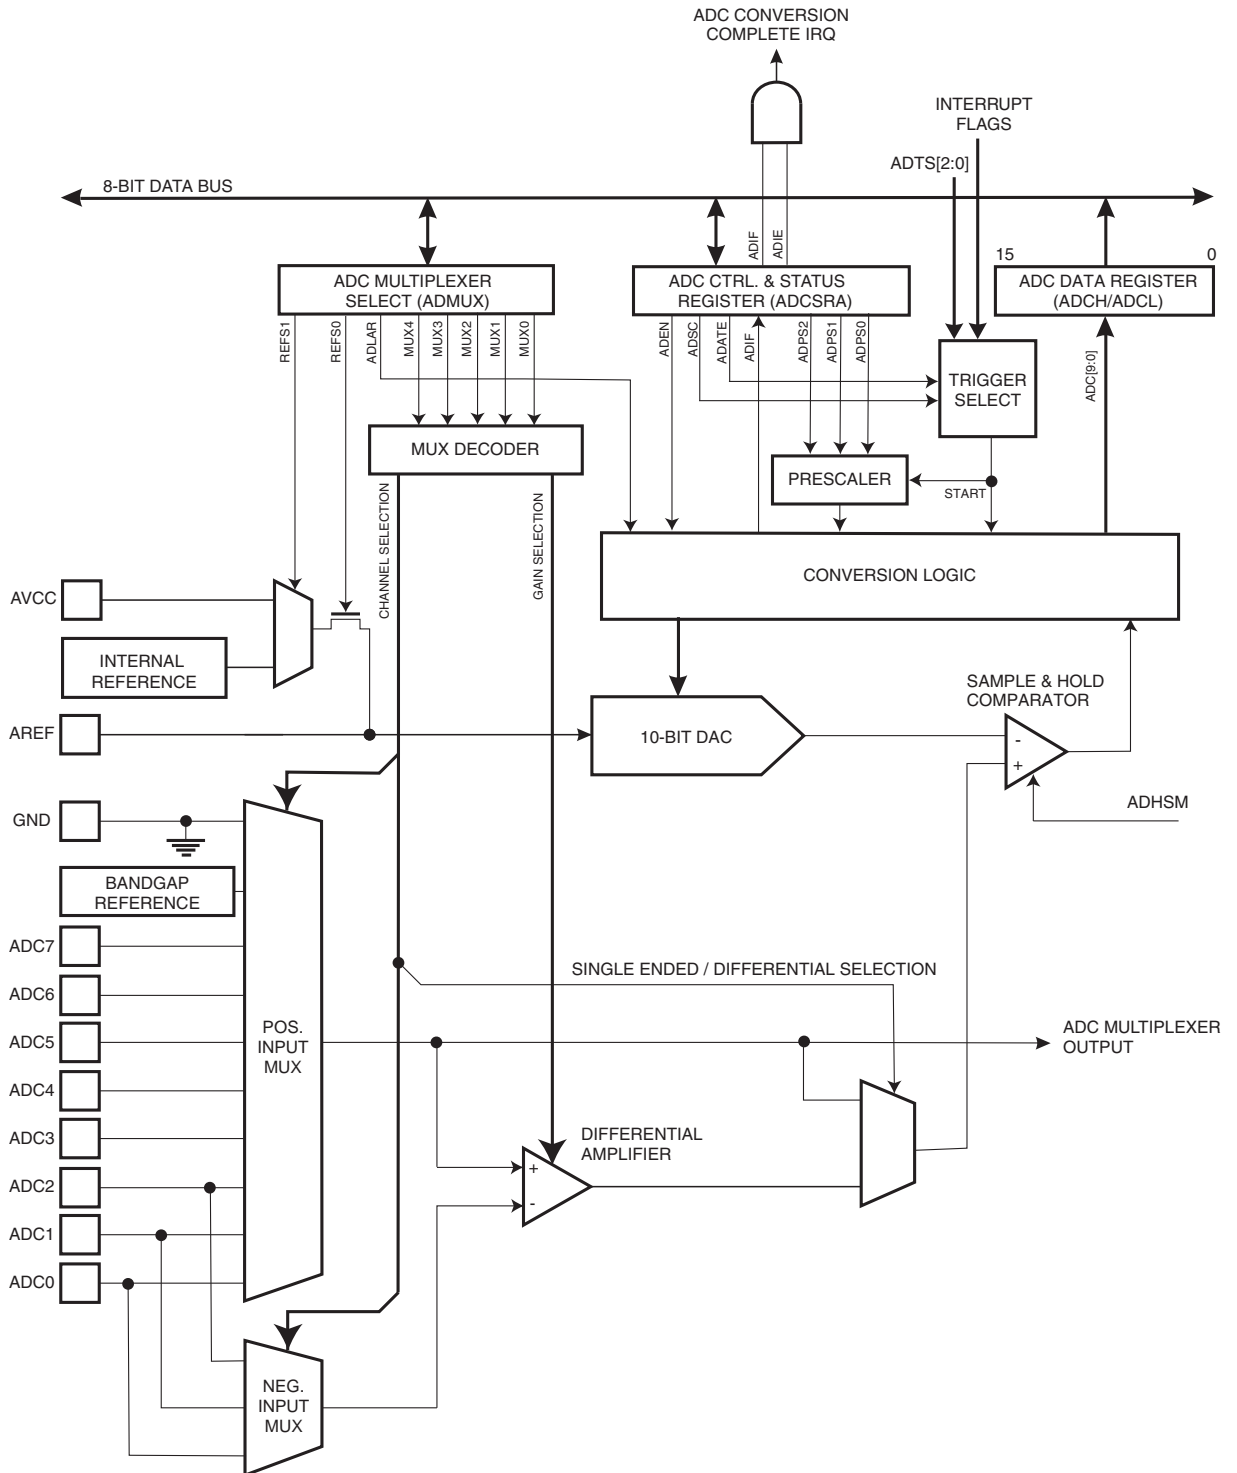 ADC CONVERSION
COMPLETE IRQ
INTERRUPT
FLAGS
ADTS[2:0]
8-BIT DATA BUS
ADIF
ADIE
15
0
ADC MULTIPLEXER
SELECT (ADMUX)
ADC CTRL. & STATUS
REGISTER (ADCSRA)
ADC DATA REGISTER
(ADCH/ADCL)
REFS1
REFS0
ADLAR
MUX4
MUX3
MUX2
MUX1
MUX0
ADEN
ADSC
ADATE
ADIF
ADPS2
ADPS1
ADPS0
ADC[9:0]
TRIGGER
SELECT
MUX DECODER
PRESCALER
START
CHANNEL SELECTION
GAIN SELECTION
CONVERSION LOGIC
AVCC
INTERNAL
REFERENCE
SAMPLE & HOLD
COMPARATOR
AREF
10-BIT DAC
-
+
ADHSM
GND
BANDGAP
REFERENCE
ADC7
SINGLE ENDED / DIFFERENTIAL SELECTION
ADC6
ADC5
POS.
INPUT
MUX
ADC MULTIPLEXER
OUTPUT
ADC4
ADC3
DIFFERENTIAL
AMPLIFIER
+
-
ADC2
ADC1
ADC0
NEG.
INPUT
MUX